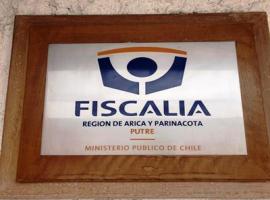 FISCALIA
REGION DE ARICA Y PARINACOTA
PUTRE
MINISTERIO PUBLICO DE CHILE